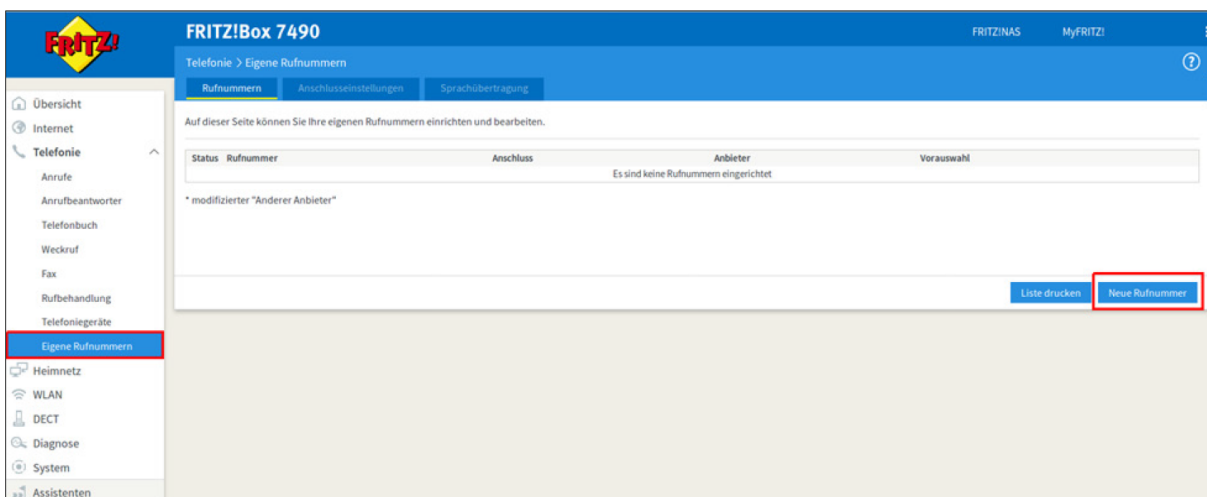 FRITZ!
FRITZ!Box 7490
FRITZ!NAS
MyFRITZ!
Telefonie > Eigene Rufnummern
?
Rufnummern
Anschlusseinstellungen
Sprachübertragung
Übersicht
Internet
Telefonie
Anrufe
Anrufbeantworter
Telefonbuch
Weckruf
Fax
Rufbehandlung
Telefoniegeräte
Eigene Rufnummern
Heimnetz
WLAN
DECT
Diagnose
System
Assistenten
Auf dieser Seite können Sie Ihre eigenen Rufnummern einrichten und bearbeiten.
Status Rufnummer Anschluss Anbieter Vorauswahl
Es sind keine Rufnummern eingerichtet
* modifizierter "Anderer Anbieter"
Liste drucken
Neue Rufnummer